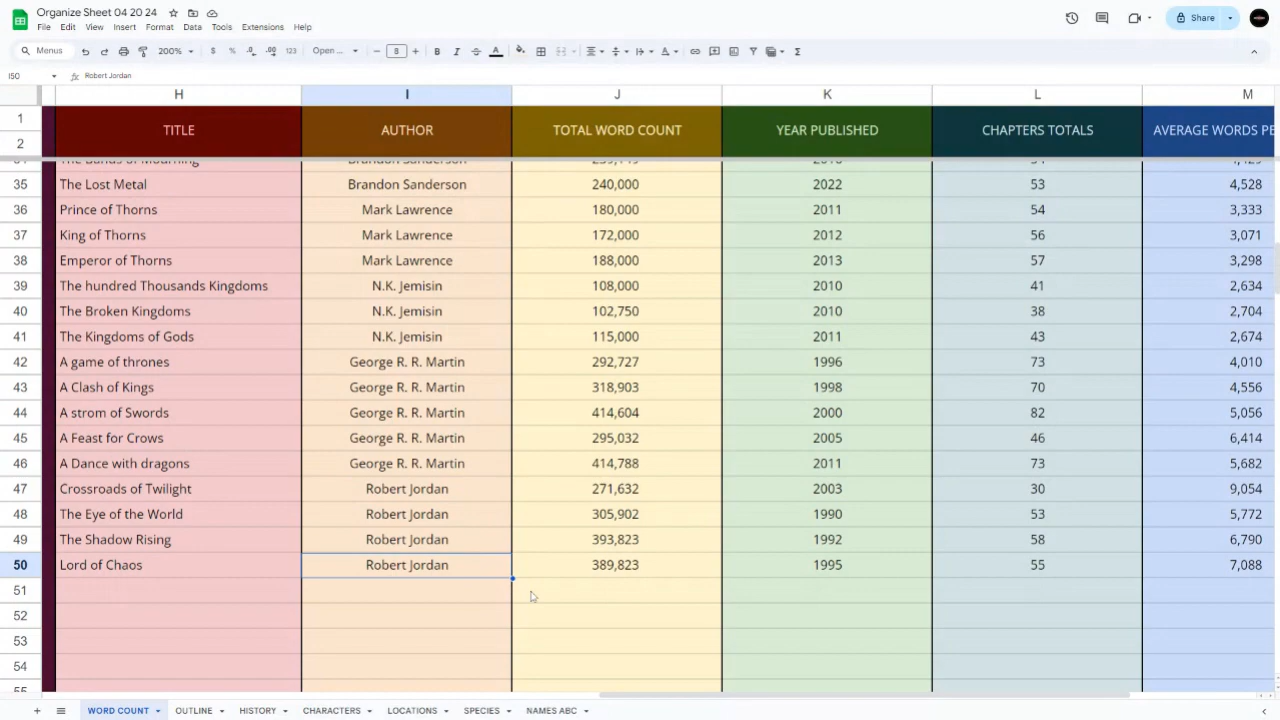 Organize Sheet 04 20 24
File Edit View Insert Format Data Tools Extensions Help
Share
Menus 200% $ % .0 .00 123 Open ... − 8 + B I S A Σ
I50 fx Robert Jordan
H I J K L M
1 TITLE AUTHOR TOTAL WORD COUNT YEAR PUBLISHED CHAPTERS TOTALS AVERAGE WORDS PE
2
35 The Lost Metal Brandon Sanderson 240,000 2022 53 4,528
36 Prince of Thorns Mark Lawrence 180,000 2011 54 3,333
37 King of Thorns Mark Lawrence 172,000 2012 56 3,071
38 Emperor of Thorns Mark Lawrence 188,000 2013 57 3,298
39 The hundred Thousands Kingdoms N.K. Jemisin 108,000 2010 41 2,634
40 The Broken Kingdoms N.K. Jemisin 102,750 2010 38 2,704
41 The Kingdoms of Gods N.K. Jemisin 115,000 2011 43 2,674
42 A game of thrones George R. R. Martin 292,727 1996 73 4,010
43 A Clash of Kings George R. R. Martin 318,903 1998 70 4,556
44 A strom of Swords George R. R. Martin 414,604 2000 82 5,056
45 A Feast for Crows George R. R. Martin 295,032 2005 46 6,414
46 A Dance with dragons George R. R. Martin 414,788 2011 73 5,682
47 Crossroads of Twilight Robert Jordan 271,632 2003 30 9,054
48 The Eye of the World Robert Jordan 305,902 1990 53 5,772
49 The Shadow Rising Robert Jordan 393,823 1992 58 6,790
50 Lord of Chaos Robert Jordan 389,823 1995 55 7,088
51
52
53
54
WORD COUNT OUTLINE HISTORY CHARACTERS LOCATIONS SPECIES NAMES ABC